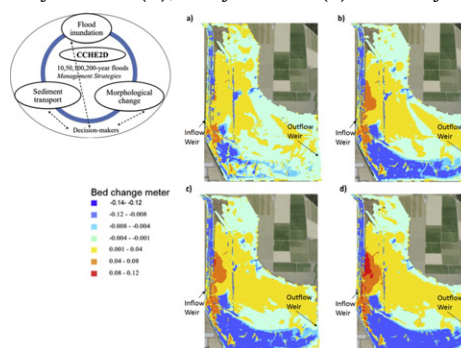 Flood
inundation
CCHE2D
10,50,100,200-year floods
Management Strategies
Sediment
transport
Morphological
change
Decision-makers
a)
b)
Inflow
Weir
Outflow
Weir
Bed change meter
-0.14- -0.12
-0.12 - -0.008
-0.008 - -0.004
-0.004 - -0.001
0.001 - 0.04
0.04 - 0.08
0.08 - 0.12
c)
d)
Inflow
Weir
Outflow
Weir
Inflow
Weir
Outflow
Weir